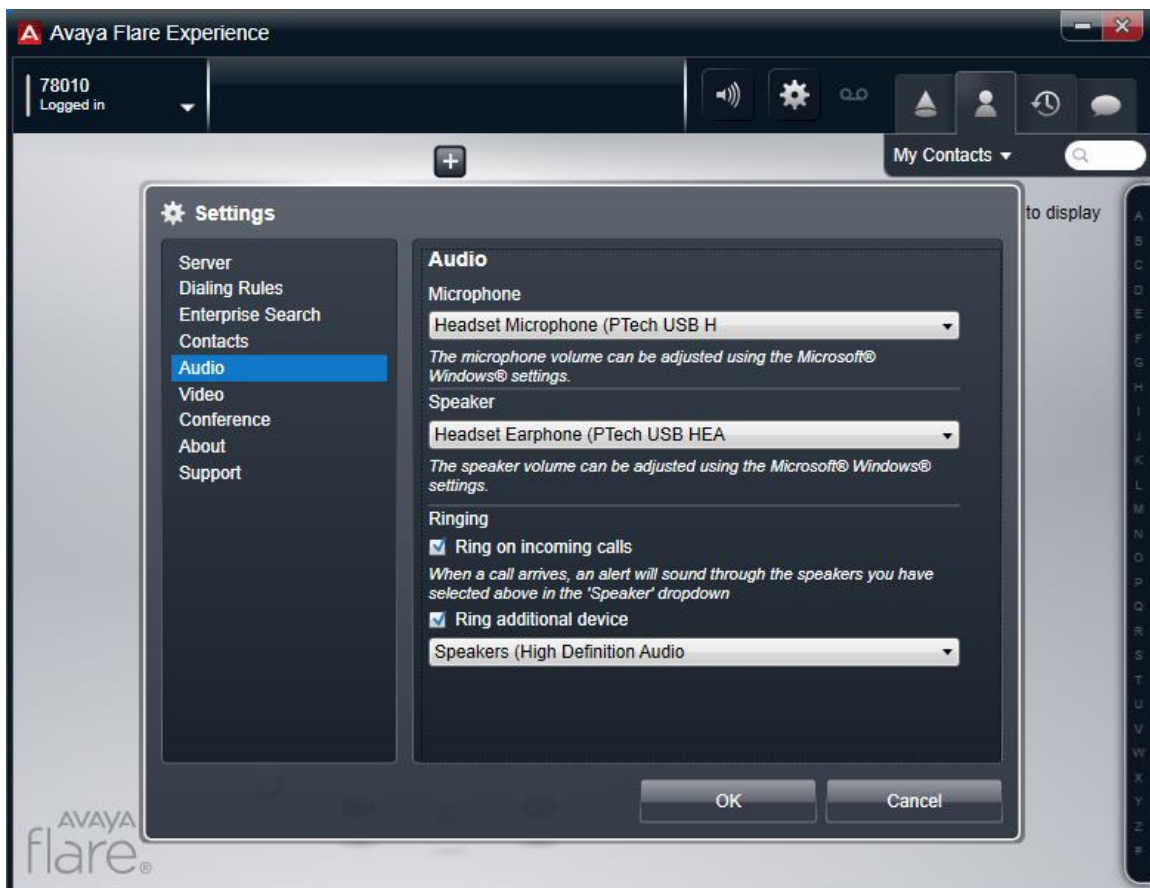 Avaya Flare Experience
78010
Logged in
My Contacts
to display
Settings
Server
Dialing Rules
Enterprise Search
Contacts
Audio
Video
Conference
About
Support
Audio
Microphone
Headset Microphone (PTech USB H
The microphone volume can be adjusted using the Microsoft®
Windows® settings.
Speaker
Headset Earphone (PTech USB HEA
The speaker volume can be adjusted using the Microsoft® Windows®
settings.
Ringing
Ring on incoming calls
When a call arrives, an alert will sound through the speakers you have
selected above in the 'Speaker' dropdown
Ring additional device
Speakers (High Definition Audio
OK
Cancel
A
B
C
D
E
F
G
H
I
J
K
L
M
N
O
P
Q
R
S
T
U
V
W
X
Y
Z
#
AVAYA
flare®